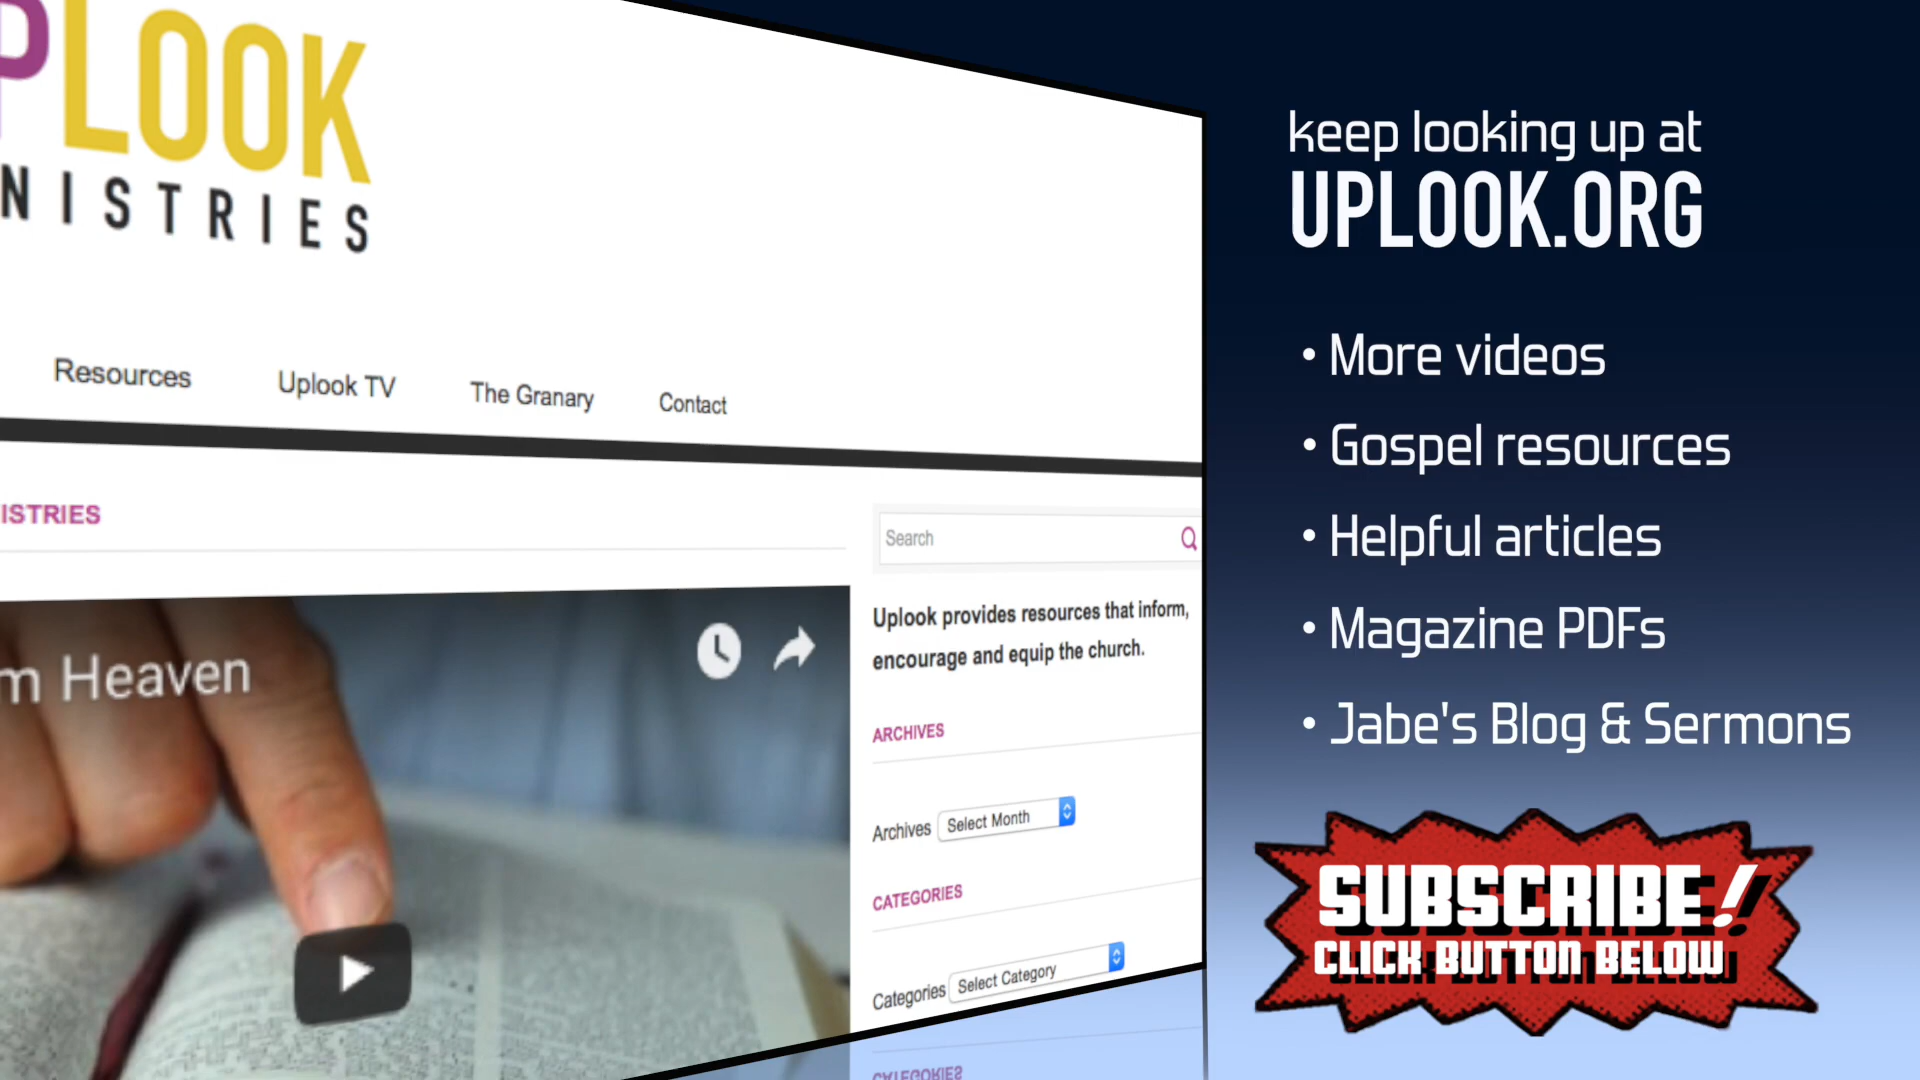 PLOOK
NISTRIES
Resources
Uplook TV
The Granary
Contact
ISTRIES
m Heaven
Search
Uplook provides resources that inform,
encourage and equip the church.
ARCHIVES
Archives Select Month
CATEGORIES
Categories Select Category
CATEGORIES
keep looking up at
UPLOOK.ORG
• More videos
• Gospel resources
• Helpful articles
• Magazine PDFs
• Jabe's Blog & Sermons
SUBSCRIBE!
CLICK BUTTON BELOW